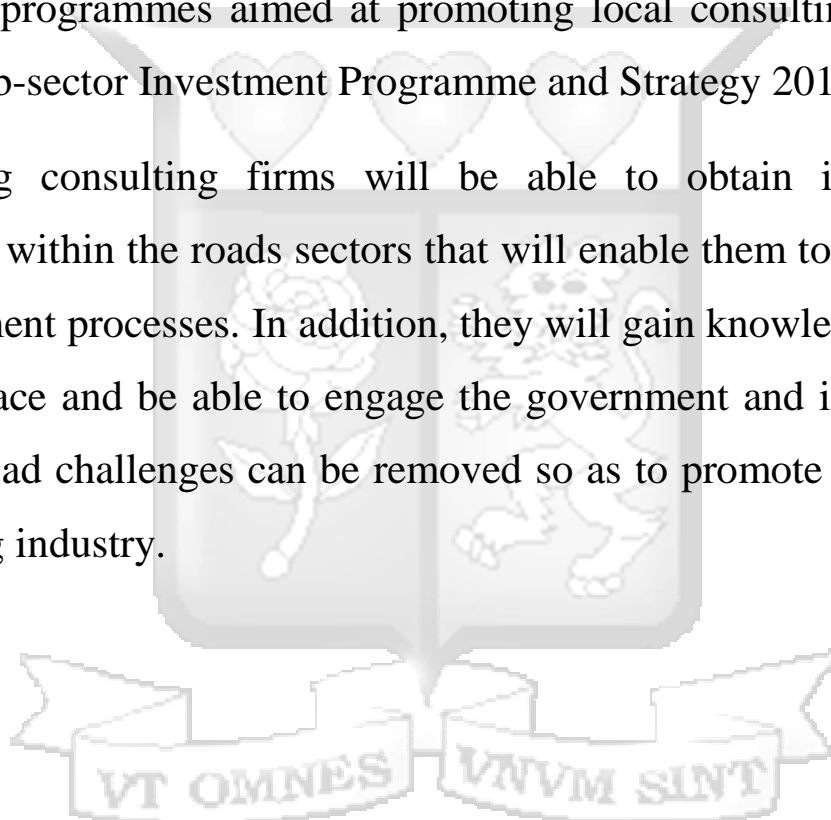 programmes aimed at promoting local consultin
b-sector Investment Programme and Strategy 201
g consulting firms will be able to obtain i
within the roads sectors that will enable them to
ment processes. In addition, they will gain knowle
ace and be able to engage the government and i
ad challenges can be removed so as to promote
g industry.
VT OMNES VNVM SINT